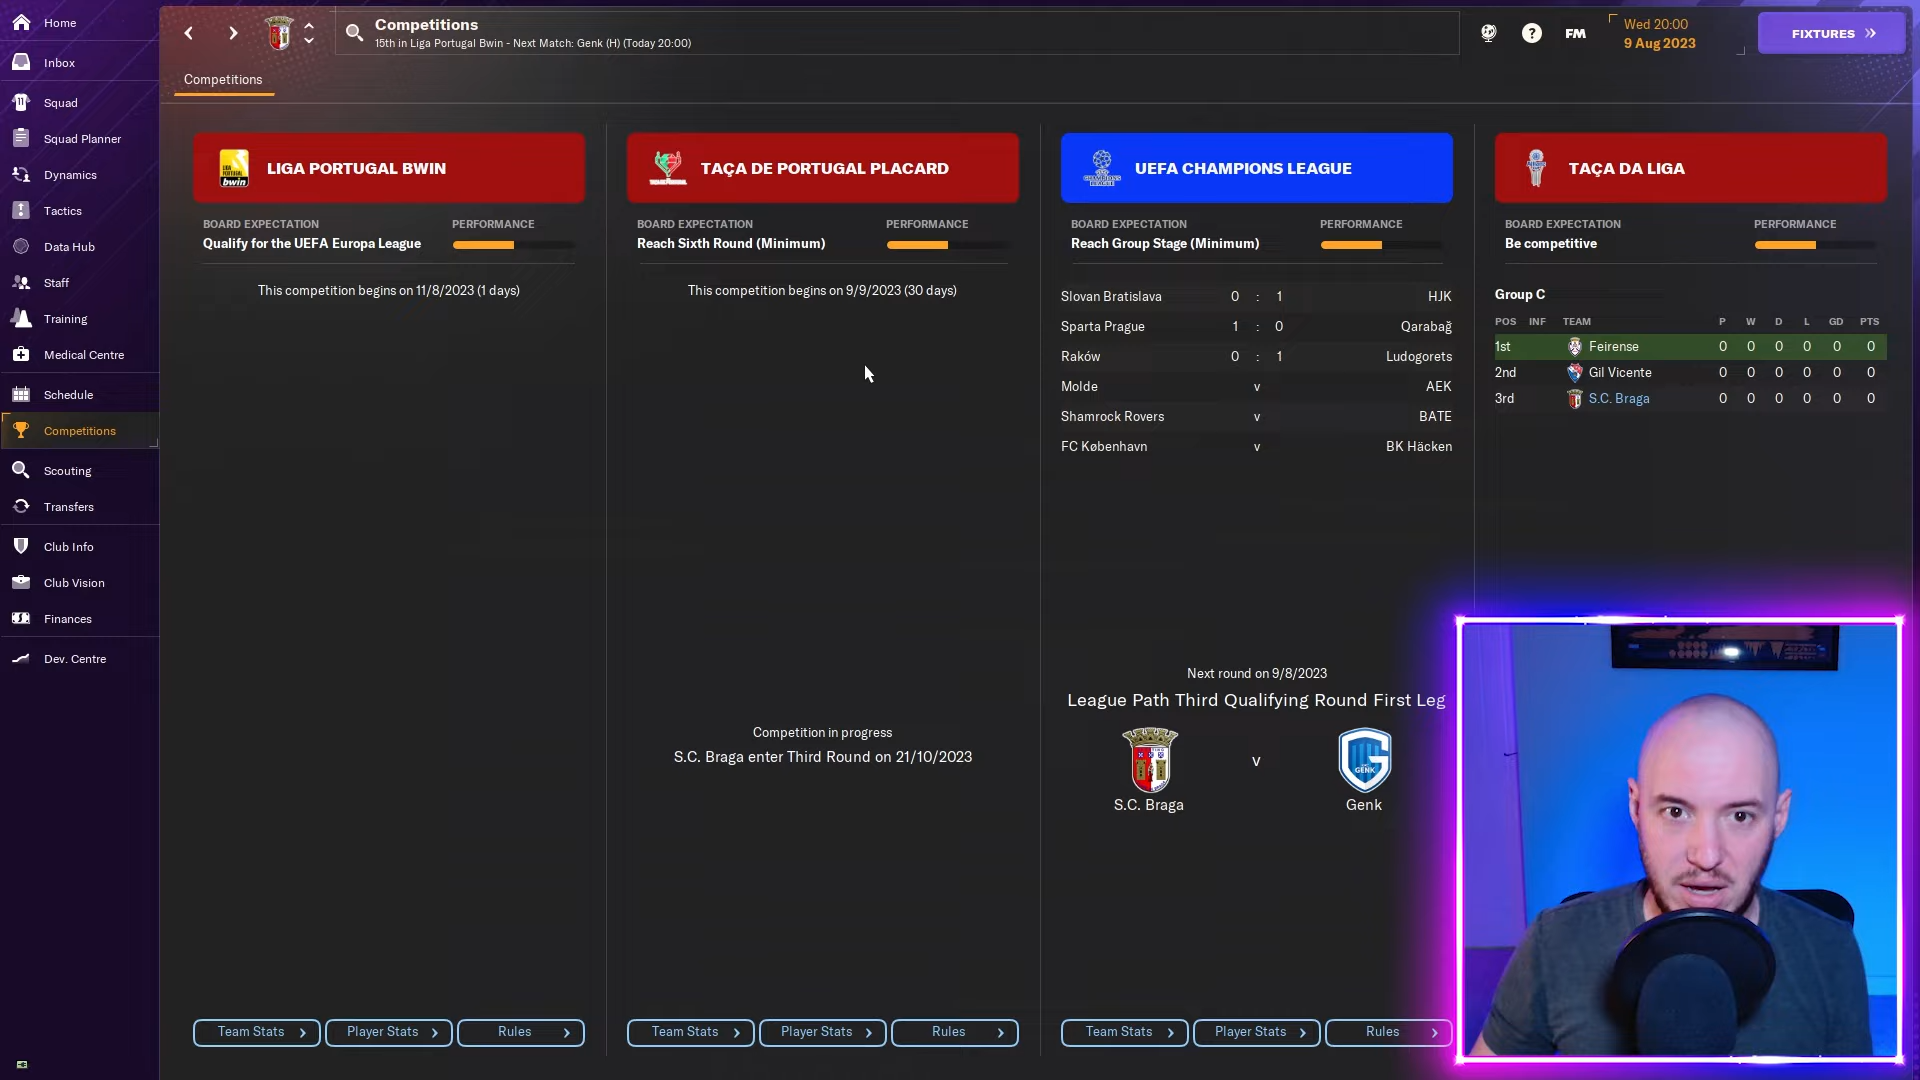 Home
Inbox
Squad
Squad Planner
Dynamics
Tactics
Data Hub
Staff
Training
Medical Centre
Schedule
Competitions
Scouting
Transfers
Club Info
Club Vision
Finances
Dev. Centre
Competitions
15th in Liga Portugal Bwin - Next Match: Genk (H) (Today 20:00)
?
FM
Wed 20:00
9 Aug 2023
FIXTURES
Competitions
bwin
LIGA PORTUGAL BWIN
BOARD EXPECTATION PERFORMANCE
Qualify for the UEFA Europa League
This competition begins on 11/8/2023 (1 days)
Team Stats
Player Stats
Rules
TAÇA DE PORTUGAL PLACARD
BOARD EXPECTATION PERFORMANCE
Reach Sixth Round (Minimum)
This competition begins on 9/9/2023 (30 days)
Competition in progress
S.C. Braga enter Third Round on 21/10/2023
Team Stats
Player Stats
Rules
UEFA CHAMPIONS LEAGUE
BOARD EXPECTATION PERFORMANCE
Reach Group Stage (Minimum)
Slovan Bratislava 0 : 1 HJK
Sparta Prague 1 : 0 Qarabağ
Raków 0 : 1 Ludogorets
Molde v AEK
Shamrock Rovers v BATE
FC København v BK Häcken
Next round on 9/8/2023
League Path Third Qualifying Round First Leg
v
GENK
S.C. Braga Genk
Team Stats
Player Stats
Rules
TAÇA DA LIGA
BOARD EXPECTATION PERFORMANCE
Be competitive
Group C
POS INF TEAM P W D L GD PTS
1st Feirense 0 0 0 0 0 0
2nd Gil Vicente 0 0 0 0 0 0
3rd S.C. Braga 0 0 0 0 0 0